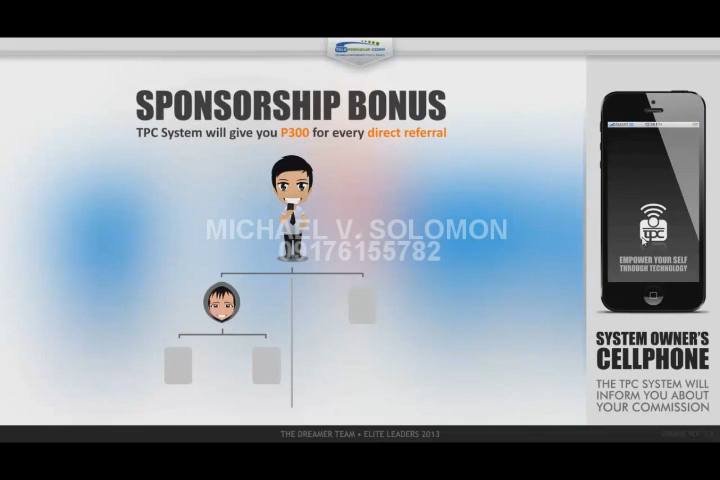 SPONSORSHIP BONUS
TPC System will give you P300 for every direct referral
MICHAEL V. SOLOMON
09176155782
TPC
EMPOWER YOUR SELF
THROUGH TECHNOLOGY
SYSTEM OWNER'S
CELLPHONE
THE TPC SYSTEM WILL
INFORM YOU ABOUT
YOUR COMMISSION
THE DREAMER TEAM • ELITE LEADERS 2013